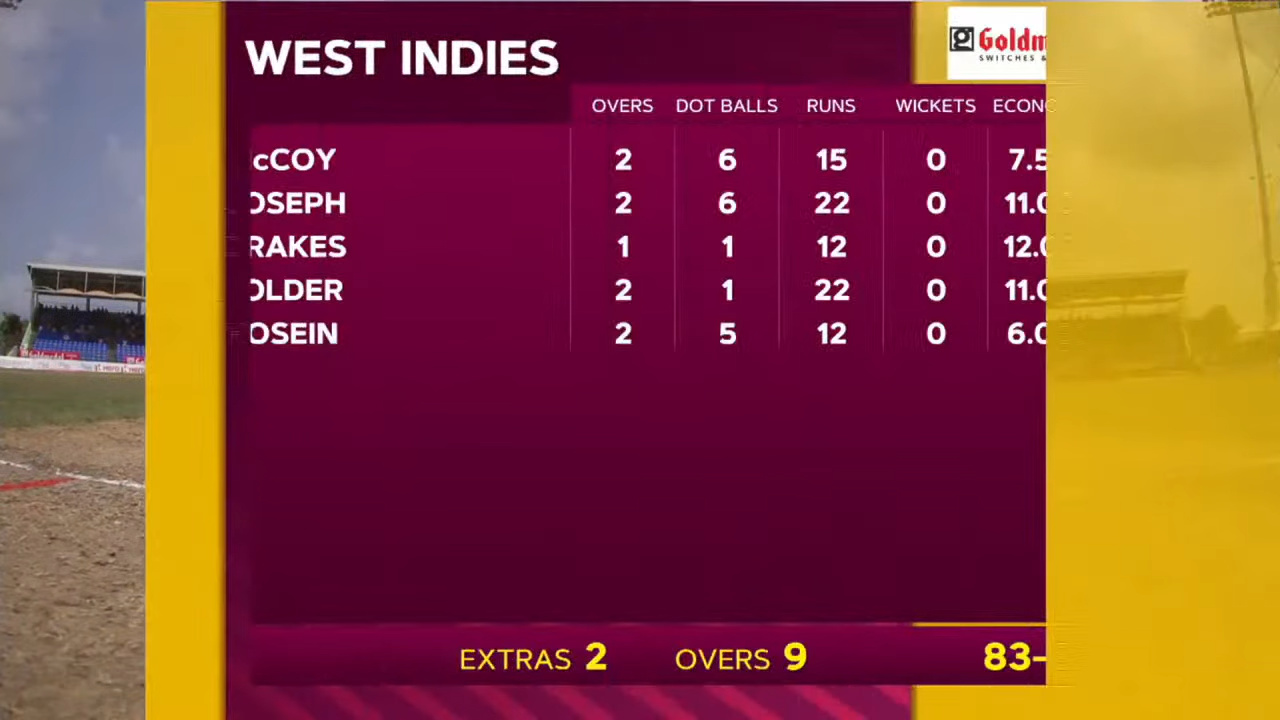 WEST INDIES
Goldm
SWITCHES &
OVERS DOT BALLS RUNS WICKETS ECONO
cCOY 2 6 15 0 7.5
OSEPH 2 6 22 0 11.0
RAKES 1 1 12 0 12.0
OLDER 2 1 22 0 11.0
OSEIN 2 5 12 0 6.0
EXTRAS 2 OVERS 9 83-